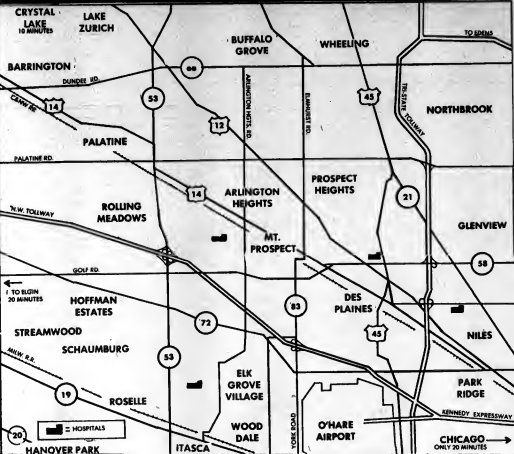 CRYSTAL
LAKE
10 MINUTES
LAKE
ZURICH
BUFFALO
GROVE
WHEELING
TO EDENS
BARRINGTON
DUNDEE RD.
68
53
14
C&NW RR
12
ARLINGTON HGTS. RD.
ELMHURST RD.
45
TRI-STATE TOLLWAY
NORTHBROOK
PALATINE
PALATINE RD.
14
ROLLING
MEADOWS
ARLINGTON
HEIGHTS
PROSPECT
HEIGHTS
21
N.W. TOLLWAY
MT.
PROSPECT
GLENVIEW
GOLF RD.
58
TO ELGIN
20 MINUTES
HOFFMAN
ESTATES
83
DES
PLAINES
72
45
STREAMWOOD
SCHAUMBURG
NILES
MILW. R.R.
53
19
ELK
GROVE
VILLAGE
PARK
RIDGE
ROSELLE
KENNEDY EXPRESSWAY
= HOSPITALS
WOOD
DALE
YORK ROAD
O'HARE
AIRPORT
20
HANOVER PARK
ITASCA
CHICAGO
ONLY 20 MINUTES